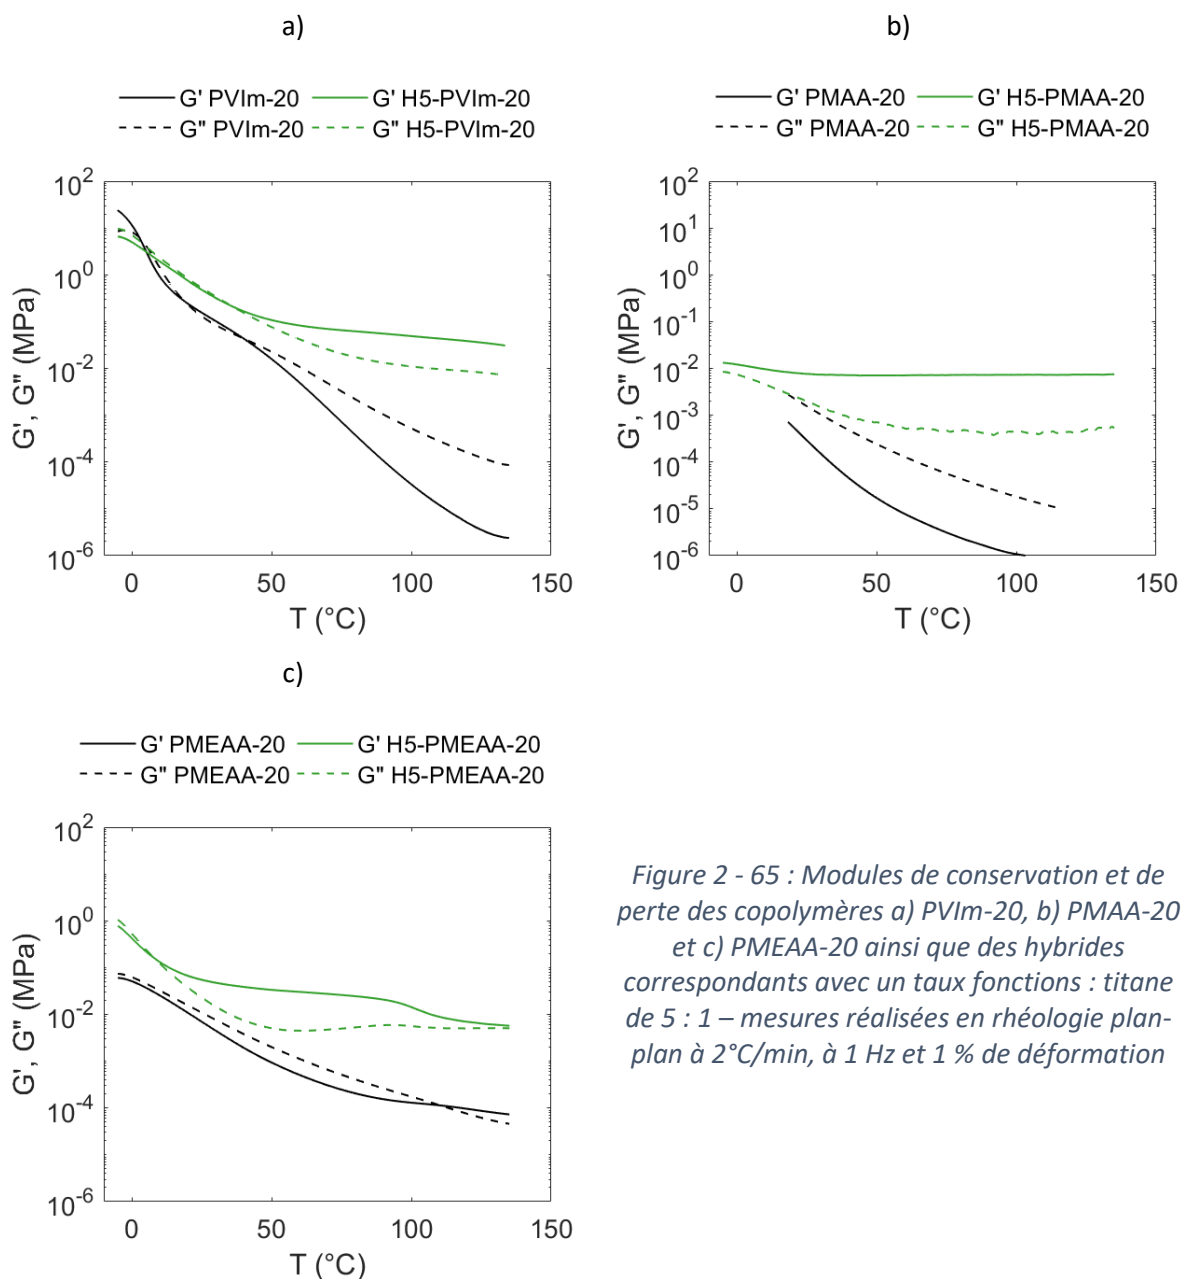 a)
G' PVIm-20 G' H5-PVIm-20
G" PVIm-20 G" H5-PVIm-20
10^2
10^0
10^-2
10^-4
10^-6
G', G" (MPa)
0 50 100 150
T (°C)
b)
G' PMAA-20 G' H5-PMAA-20
G" PMAA-20 G" H5-PMAA-20
10^2
10^1
10^0
10^-1
10^-2
10^-3
10^-4
10^-5
10^-6
G', G" (MPa)
0 50 100 150
T (°C)
c)
G' PMEAA-20 G' H5-PMEAA-20
G" PMEAA-20 G" H5-PMEAA-20
10^2
10^0
10^-2
10^-4
10^-6
G', G" (MPa)
0 50 100 150
T (°C)
Figure 2 - 65 : Modules de conservation et de
perte des copolymères a) PVIm-20, b) PMAA-20
et c) PMEAA-20 ainsi que des hybrides
correspondants avec un taux fonctions : titane
de 5 : 1 – mesures réalisées en rhéologie plan-
plan à 2°C/min, à 1 Hz et 1 % de déformation